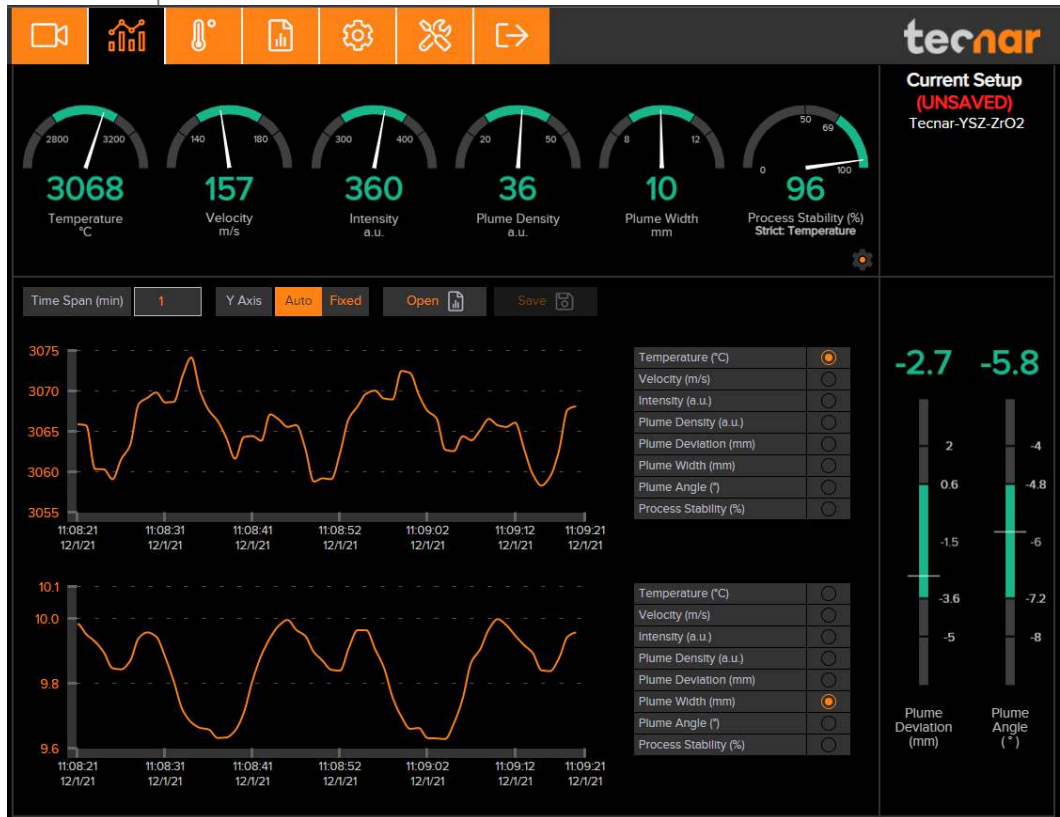 tecnar
Current Setup
(UNSAVED)
Tecnar-YSZ-ZrO2
2800 3200
140 180
300 400
20 50
8 12
0 50 69 100
3068 157 360 36 10 96
Temperature Velocity Intensity Plume Density Plume Width Process Stability (%)
°C m/s a.u. a.u. mm Strict: Temperature
Time Span (min) 1 Y Axis Auto Fixed Open Save
3075
3070
3065
3060
3055
11:08:21 11:08:31 11:08:41 11:08:52 11:09:02 11:09:12 11:09:21
12/1/21 12/1/21 12/1/21 12/1/21 12/1/21 12/1/21 12/1/21
Temperature (°C)
Velocity (m/s)
Intensity (a.u.)
Plume Density (a.u.)
Plume Deviation (mm)
Plume Width (mm)
Plume Angle (°)
Process Stability (%)
10.1
10.0
9.8
9.6
11:08:21 11:08:31 11:08:41 11:08:52 11:09:02 11:09:12 11:09:21
12/1/21 12/1/21 12/1/21 12/1/21 12/1/21 12/1/21 12/1/21
Temperature (°C)
Velocity (m/s)
Intensity (a.u.)
Plume Density (a.u.)
Plume Deviation (mm)
Plume Width (mm)
Plume Angle (°)
Process Stability (%)
-2.7 -5.8
2 -4
0.6 -4.8
-1.5 -6
-3.6 -7.2
-5 -8
Plume Plume
Deviation Angle
(mm) (°)